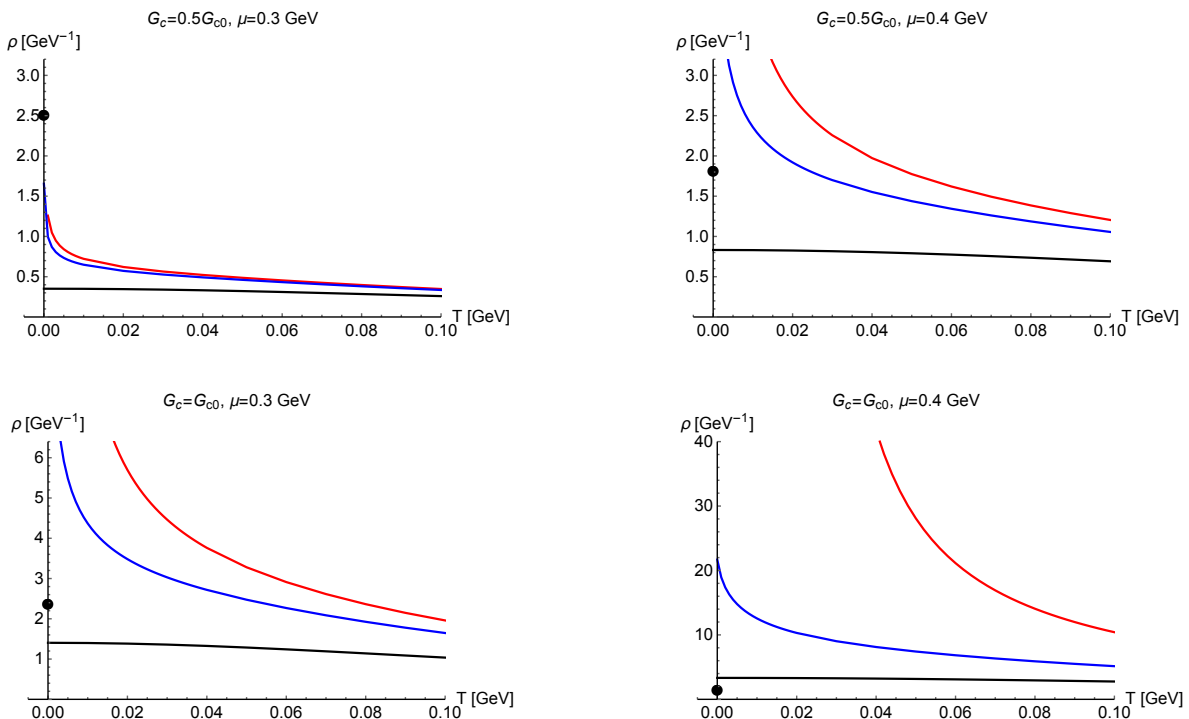 G_c=0.5G_c0, μ=0.3 GeV
ρ [GeV⁻¹]
3.0
2.5
2.0
1.5
1.0
0.5
0.00 0.02 0.04 0.06 0.08 0.10
T [GeV]
G_c=0.5G_c0, μ=0.4 GeV
ρ [GeV⁻¹]
3.0
2.5
2.0
1.5
1.0
0.5
0.00 0.02 0.04 0.06 0.08 0.10
T [GeV]
G_c=G_c0, μ=0.3 GeV
ρ [GeV⁻¹]
6
5
4
3
2
1
0.00 0.02 0.04 0.06 0.08 0.10
T [GeV]
G_c=G_c0, μ=0.4 GeV
ρ [GeV⁻¹]
40
30
20
10
0.00 0.02 0.04 0.06 0.08 0.10
T [GeV]